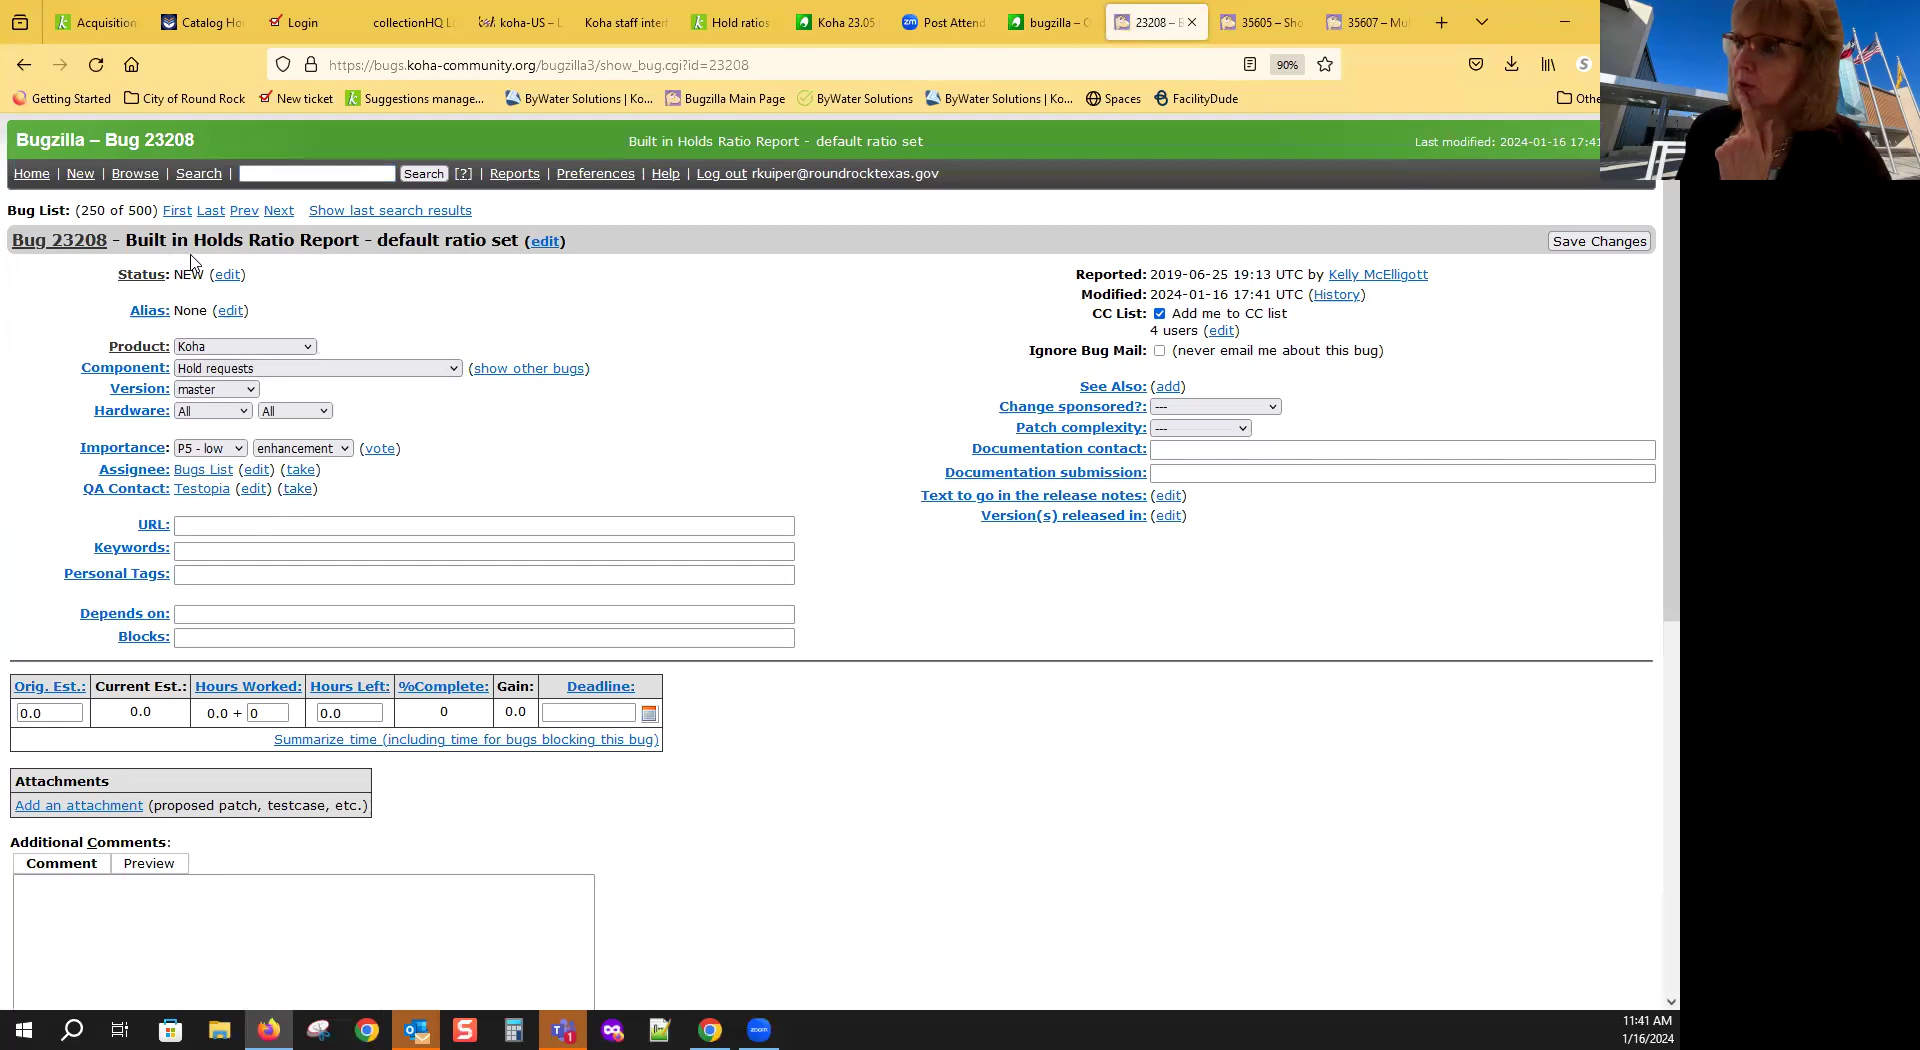 Acquisition Catalog Ho Login collectionHQ L koha-US – L Koha staff inter Hold ratios Koha 23.05 Post Attend bugzilla – O 23208 – B 35605 – Sho 35607 – Mul
https://bugs.koha-community.org/bugzilla3/show_bug.cgi?id=23208 90%
Getting Started City of Round Rock New ticket Suggestions manage... ByWater Solutions | Ko... Bugzilla Main Page ByWater Solutions ByWater Solutions | Ko... Spaces FacilityDude Othe
Bugzilla – Bug 23208 Built in Holds Ratio Report - default ratio set Last modified: 2024-01-16 17:41
Home | New | Browse | Search | Search [?] | Reports | Preferences | Help | Log out rkuiper@roundrocktexas.gov
Bug List: (250 of 500) First Last Prev Next Show last search results
Bug 23208 - Built in Holds Ratio Report - default ratio set (edit) Save Changes
Status: NEW (edit)
Alias: None (edit)
Product: Koha
Component: Hold requests (show other bugs)
Version: master
Hardware: All All
Importance: P5 - low enhancement (vote)
Assignee: Bugs List (edit) (take)
QA Contact: Testopia (edit) (take)
URL:
Keywords:
Personal Tags:
Depends on:
Blocks:
Reported: 2019-06-25 19:13 UTC by Kelly McElligott
Modified: 2024-01-16 17:41 UTC (History)
CC List: Add me to CC list
4 users (edit)
Ignore Bug Mail: (never email me about this bug)
See Also: (add)
Change sponsored?: ---
Patch complexity: ---
Documentation contact:
Documentation submission:
Text to go in the release notes: (edit)
Version(s) released in: (edit)
Orig. Est.: Current Est.: Hours Worked: Hours Left: %Complete: Gain: Deadline:
0.0 0.0 0.0 + 0 0.0 0 0.0
Summarize time (including time for bugs blocking this bug)
Attachments
Add an attachment (proposed patch, testcase, etc.)
Additional Comments:
Comment Preview
11:41 AM
1/16/2024